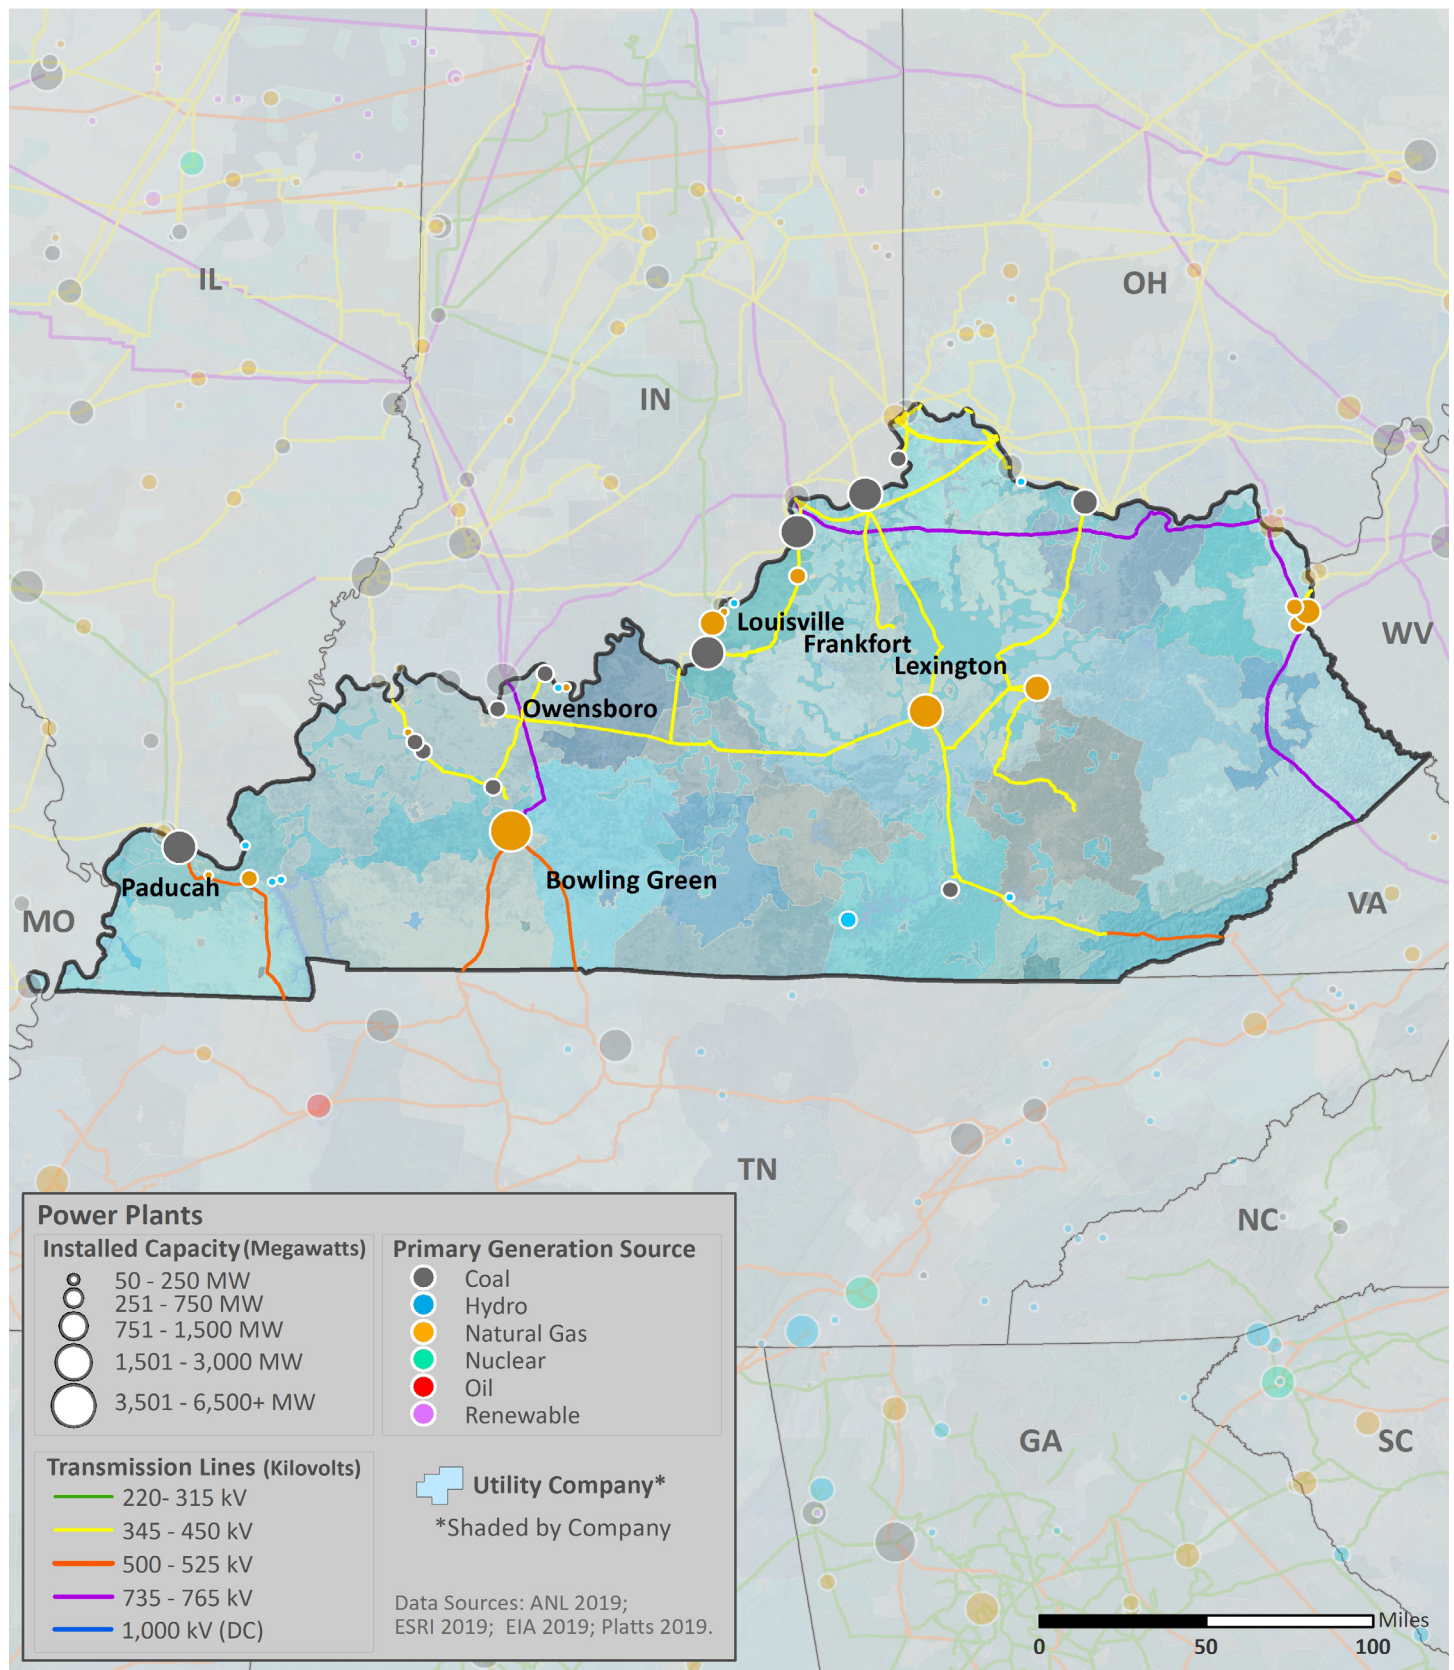 IL
OH
IN
WV
Louisville
Frankfort
Lexington
Owensboro
Paducah
Bowling Green
MO
VA
TN
NC
GA
SC
Power Plants
Installed Capacity (Megawatts)
50 - 250 MW
251 - 750 MW
751 - 1,500 MW
1,501 - 3,000 MW
3,501 - 6,500+ MW
Primary Generation Source
Coal
Hydro
Natural Gas
Nuclear
Oil
Renewable
Transmission Lines (Kilovolts)
220- 315 kV
345 - 450 kV
500 - 525 kV
735 - 765 kV
1,000 kV (DC)
Utility Company*
*Shaded by Company
Data Sources: ANL 2019;
ESRI 2019; EIA 2019; Platts 2019.
Miles
0 50 100